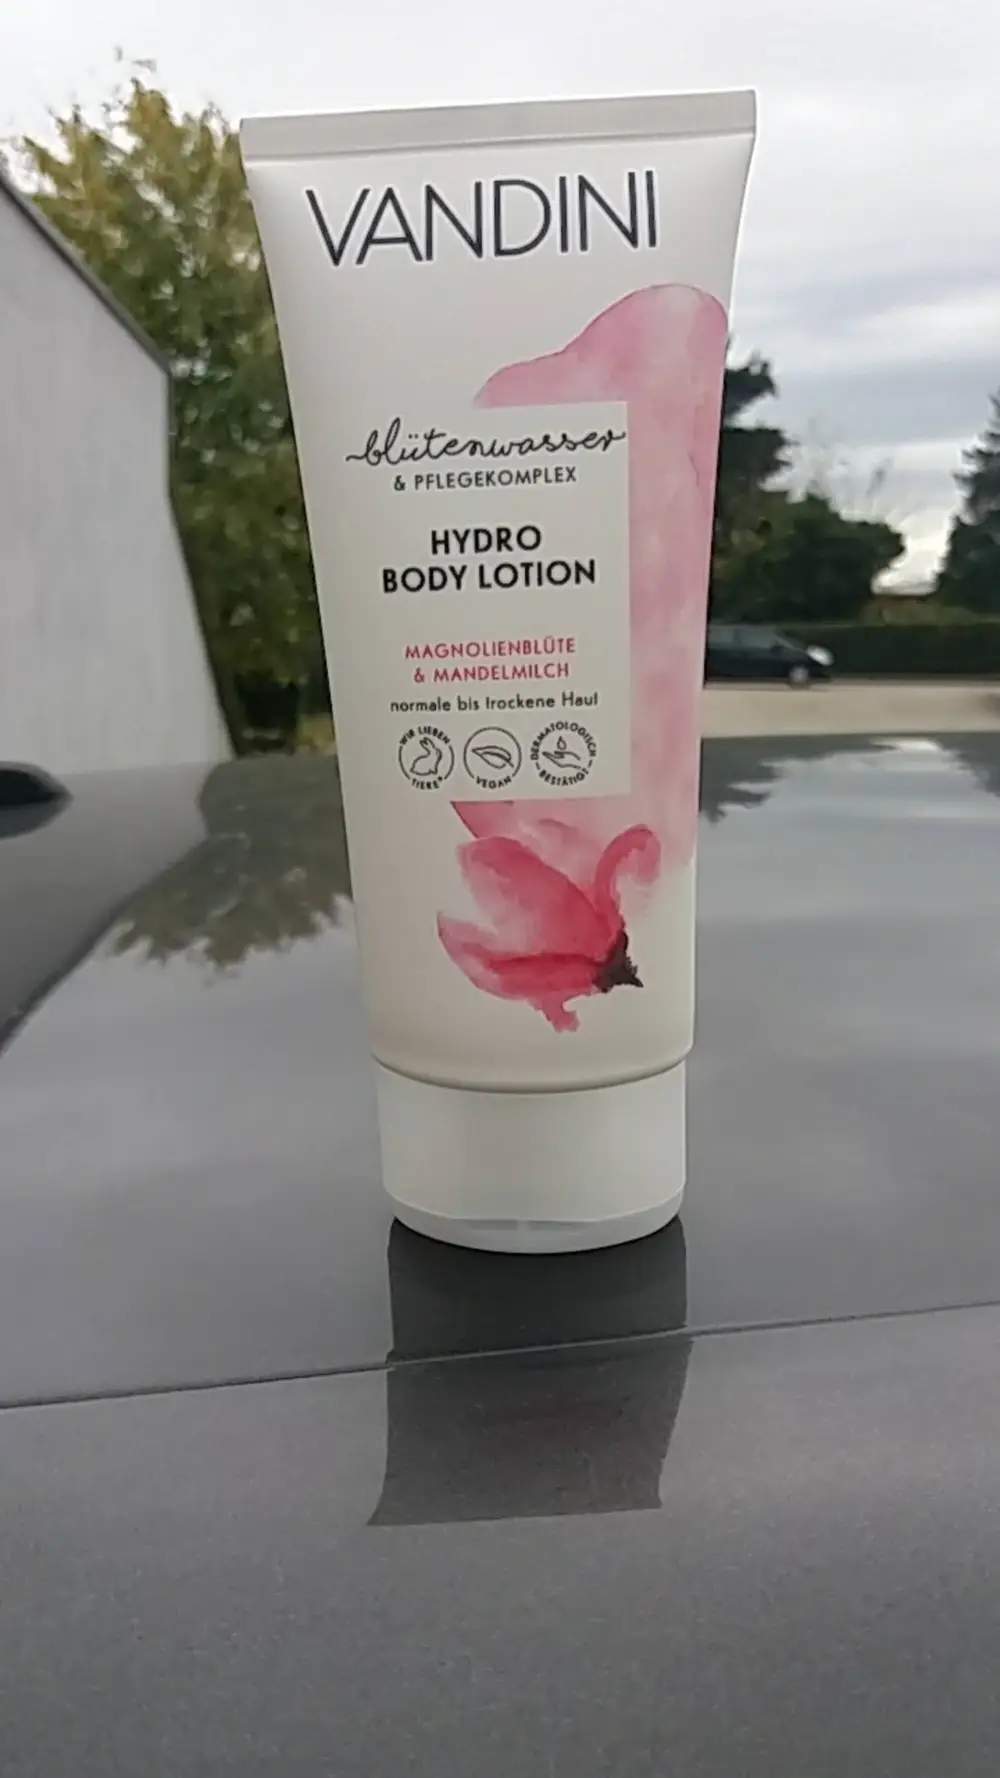 VANDINI
blütenwasser
& PFLEGEKOMPLEX
HYDRO
BODY LOTION
MAGNOLIENBLÜTE
& MANDELMILCH
normale bis trockene Haut
WIR LIEBEN TIERE*
VEGAN
DERMATOLOGISCH BESTÄTIGT